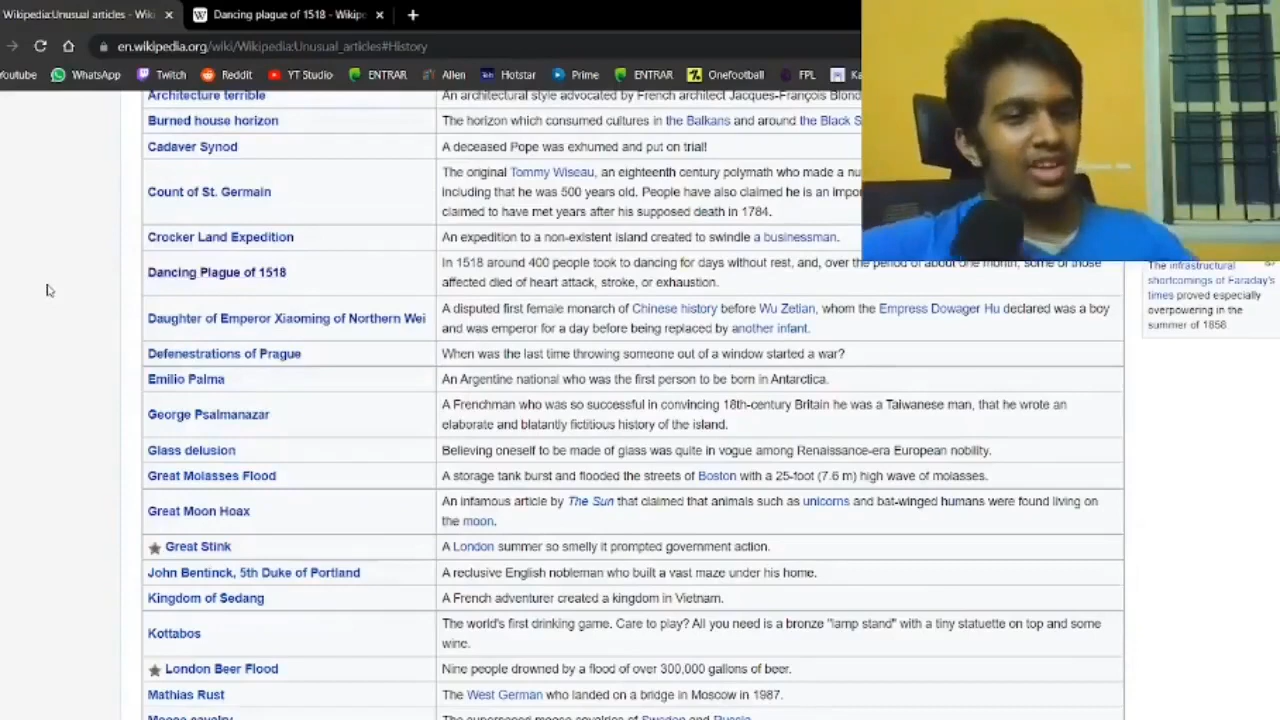 Wikipedia:Unusual articles - Wiki
Dancing plague of 1518 - Wikipe
en.wikipedia.org/wiki/Wikipedia:Unusual_articles#History
outube WhatsApp Twitch Reddit YT Studio ENTRAR Allen Hotstar Prime ENTRAR Onefootball FPL Ka
Architecture terrible An architectural style advocated by French architect Jacques-François Blond
Burned house horizon The horizon which consumed cultures in the Balkans and around the Black S
Cadaver Synod A deceased Pope was exhumed and put on trial!
The original Tommy Wiseau, an eighteenth century polymath who made a nu
Count of St. Germain including that he was 500 years old. People have also claimed he is an impo
claimed to have met years after his supposed death in 1784.
Crocker Land Expedition An expedition to a non-existent island created to swindle a businessman.
In 1518 around 400 people took to dancing for days without rest, and, over the period of about one month, some of those
Dancing Plague of 1518 affected died of heart attack, stroke, or exhaustion.
The infrastructural
shortcomings of Faraday's
times proved especially
overpowering in the
summer of 1858.
A disputed first female monarch of Chinese history before Wu Zetian, whom the Empress Dowager Hu declared was a boy
Daughter of Emperor Xiaoming of Northern Wei and was emperor for a day before being replaced by another infant.
Defenestrations of Prague When was the last time throwing someone out of a window started a war?
Emilio Palma An Argentine national who was the first person to be born in Antarctica.
A Frenchman who was so successful in convincing 18th-century Britain he was a Taiwanese man, that he wrote an
George Psalmanazar elaborate and blatantly fictitious history of the island.
Glass delusion Believing oneself to be made of glass was quite in vogue among Renaissance-era European nobility.
Great Molasses Flood A storage tank burst and flooded the streets of Boston with a 25-foot (7.6 m) high wave of molasses.
An infamous article by The Sun that claimed that animals such as unicorns and bat-winged humans were found living on
Great Moon Hoax the moon.
Great Stink A London summer so smelly it prompted government action.
John Bentinck, 5th Duke of Portland A reclusive English nobleman who built a vast maze under his home.
Kingdom of Sedang A French adventurer created a kingdom in Vietnam.
The world's first drinking game. Care to play? All you need is a bronze "lamp stand" with a tiny statuette on top and some
Kottabos wine.
London Beer Flood Nine people drowned by a flood of over 300,000 gallons of beer.
Mathias Rust The West German who landed on a bridge in Moscow in 1987.
Moose cavalry The superseded moose cavalries of Sweden and Russia.